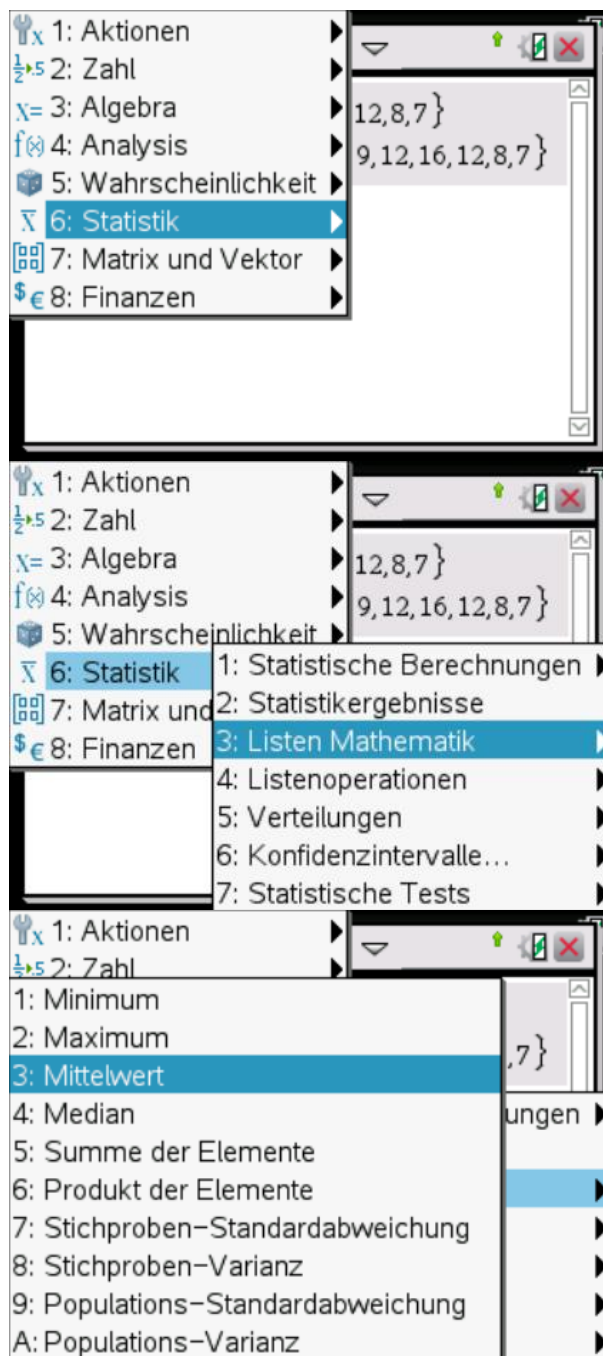 1: Aktionen
2: Zahl
12,8,7}
x= 3: Algebra
f(x) 4: Analysis
9,12,16,12,8,7}
5: Wahrscheinlichkeit
x̄ 6: Statistik
7: Matrix und Vektor
$€ 8: Finanzen
1: Aktionen
2: Zahl
12,8,7}
x= 3: Algebra
f(x) 4: Analysis
9,12,16,12,8,7}
5: Wahrscheinlichkeit
x̄ 6: Statistik
7: Matrix und
$€ 8: Finanzen
1: Statistische Berechnungen
2: Statistikergebnisse
3: Listen Mathematik
4: Listenoperationen
5: Verteilungen
6: Konfidenzintervalle...
7: Statistische Tests
1: Aktionen
2: Zahl
1: Minimum
2: Maximum
,7}
3: Mittelwert
4: Median
ungen
5: Summe der Elemente
6: Produkt der Elemente
7: Stichproben-Standardabweichung
8: Stichproben-Varianz
9: Populations-Standardabweichung
A: Populations-Varianz